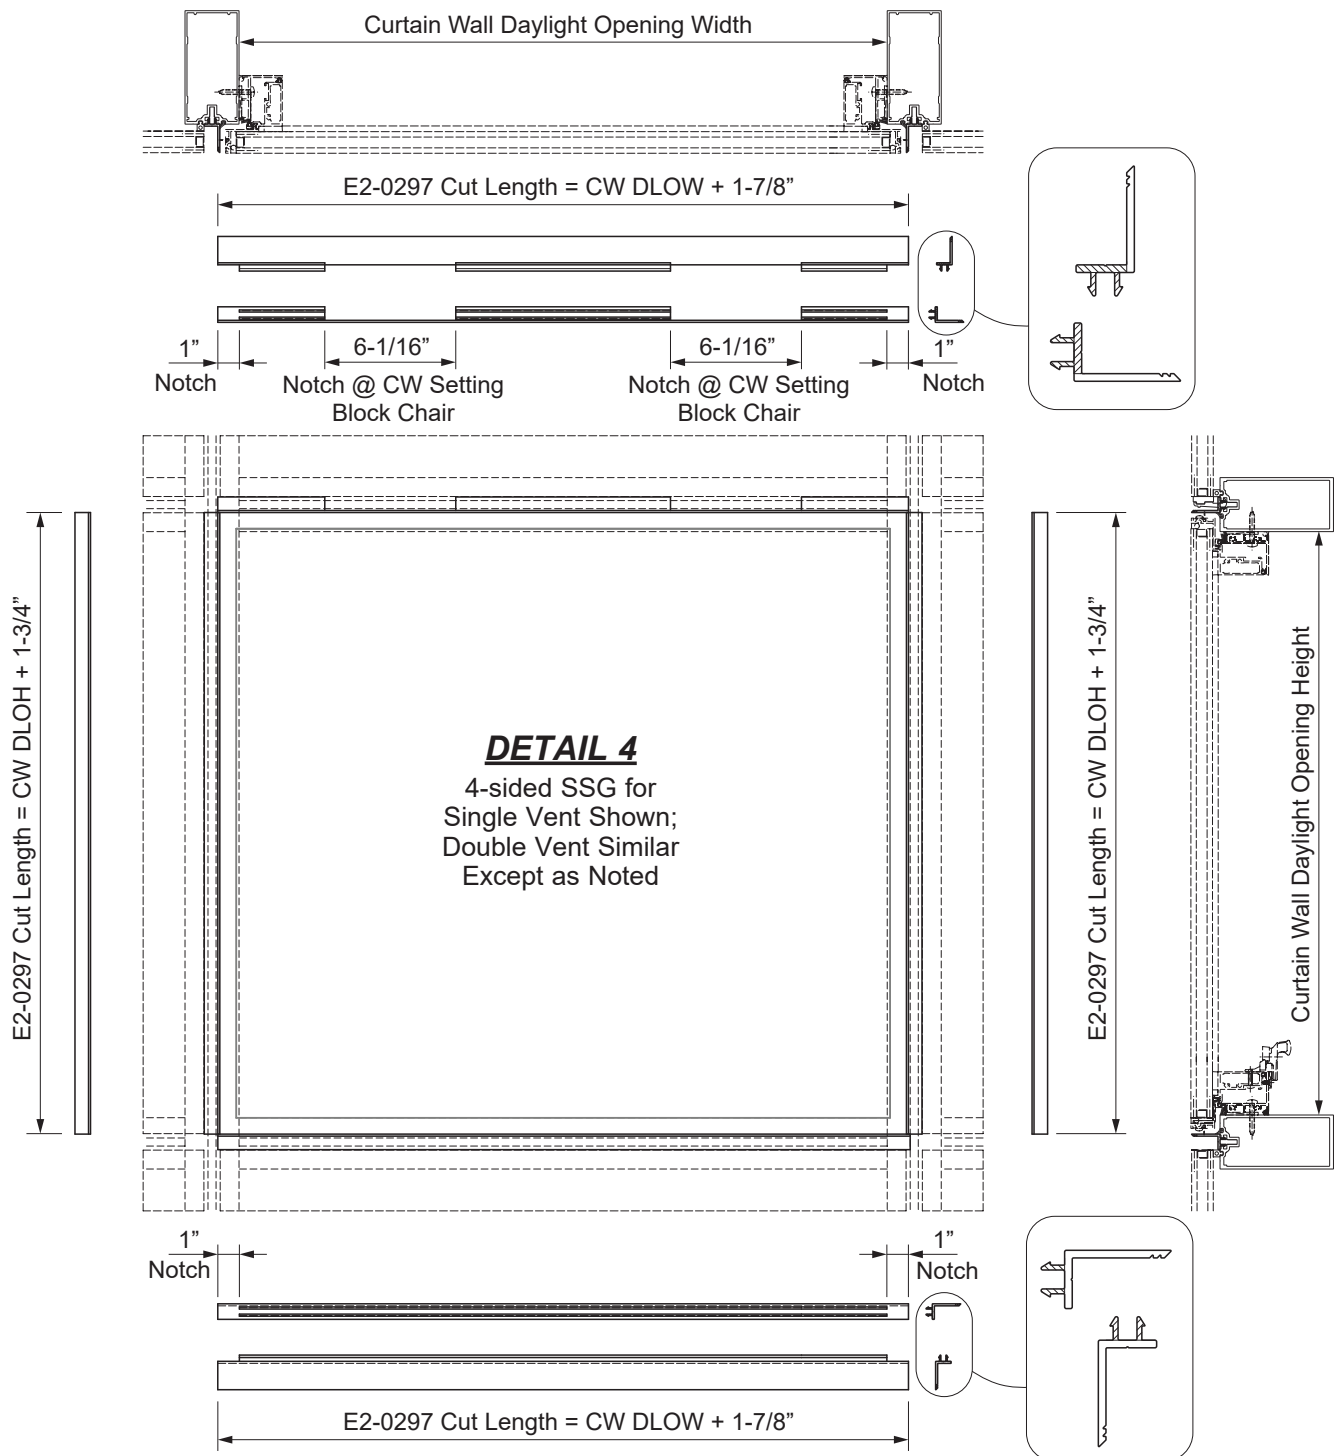 Curtain Wall Daylight Opening Width
E2-0297 Cut Length = CW DLOW + 1-7/8”
1”
Notch
6-1/16”
Notch @ CW Setting
Block Chair
6-1/16”
Notch @ CW Setting
Block Chair
1”
Notch
E2-0297 Cut Length = CW DLOH + 1-3/4”
DETAIL 4
4-sided SSG for
Single Vent Shown;
Double Vent Similar
Except as Noted
E2-0297 Cut Length = CW DLOH + 1-3/4”
Curtain Wall Daylight Opening Height
1”
Notch
1”
Notch
E2-0297 Cut Length = CW DLOW + 1-7/8”